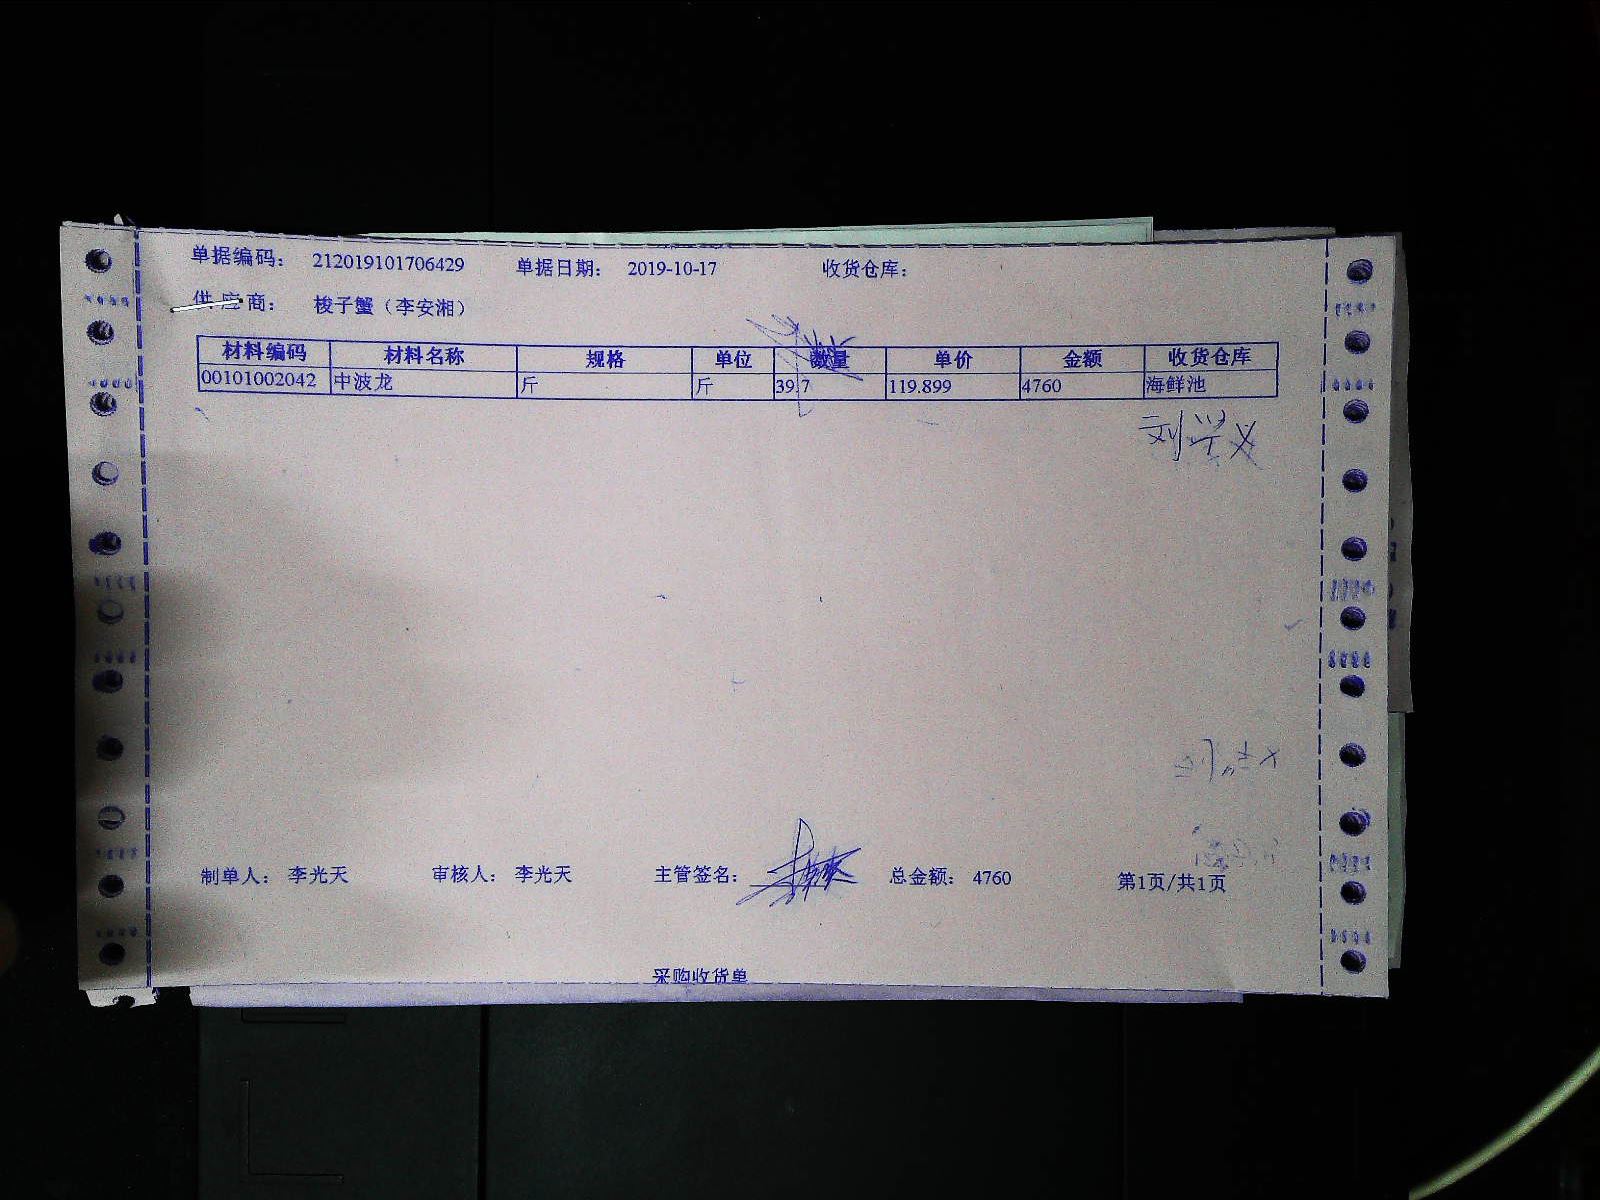 单据编码： 212019101706429 单据日期： 2019-10-17 收货仓库：
供应商： 梭子蟹（李安湘）
材料编码 材料名称 规格 单位 数量 单价 金额 收货仓库
00101002042 中波龙 斤 斤 39.7 119.899 4760 海鲜池
刘兴义
制单人： 李光天 审核人： 李光天 主管签名： 总金额： 4760 第1页/共1页
采购收货单